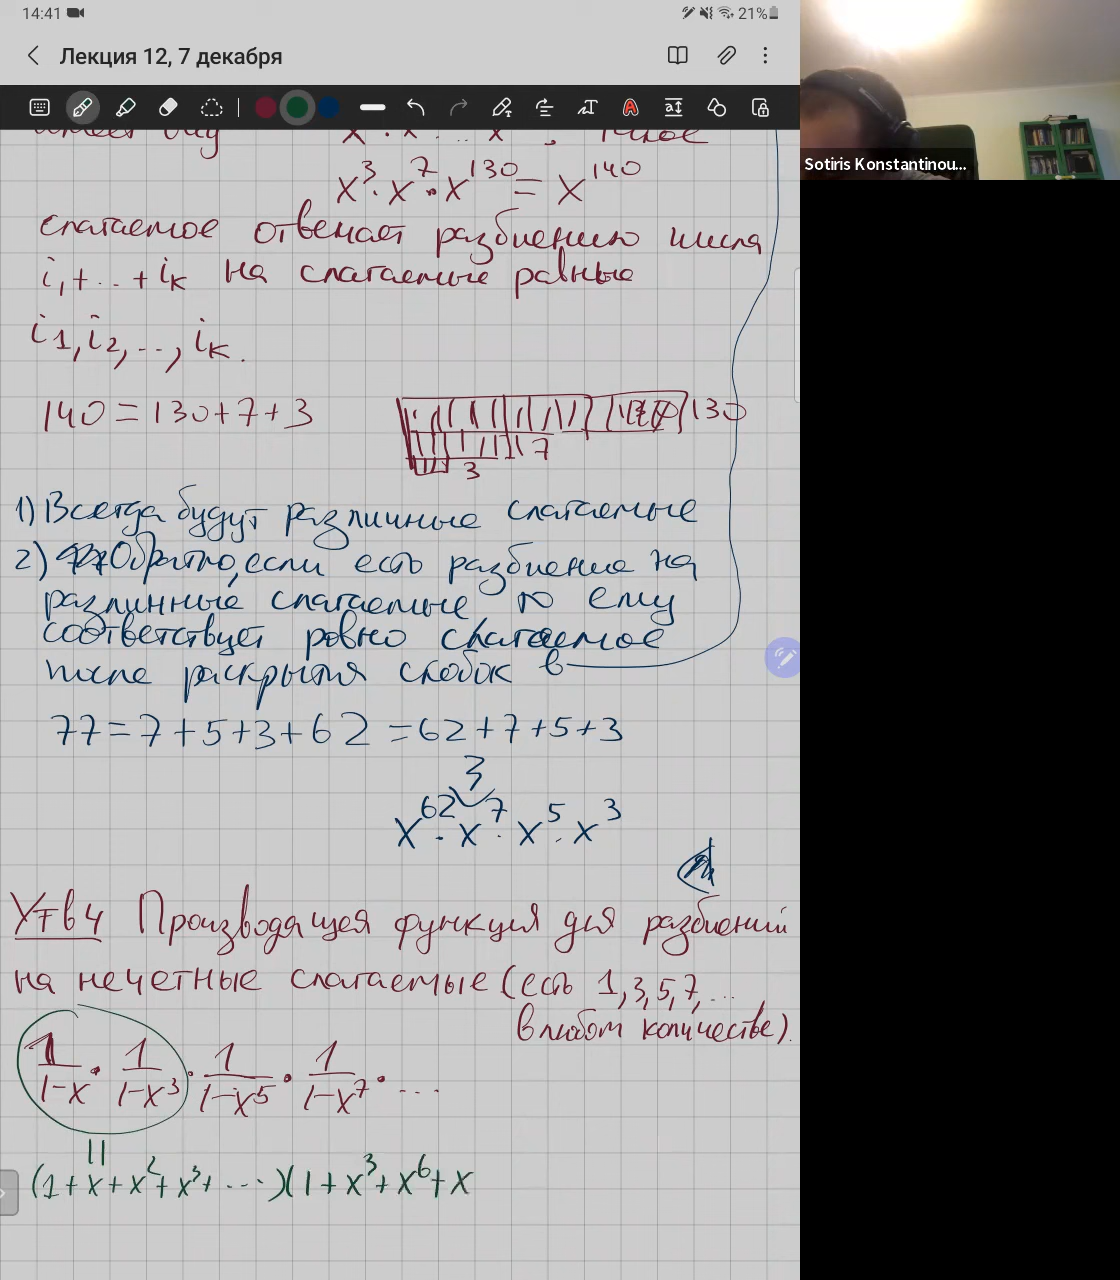 14:41 21%
Лекция 12, 7 декабря
Sotiris Konstantinou...
имеет вид x · x · ... x
x^3 · x^7 · x^130 = x^140
слагаемое отвечает разбиению числа
i_1 + .. + i_k на слагаемые равные
i_1, i_2, .., i_k.
140 = 130 + 7 + 3
130
7
3
1) Всегда будут различные слагаемые
2) Обратно, если есть разбиение на
различные слагаемые то ему
соответствует ровно слагаемое
после раскрытия скобок в
77 = 7 + 5 + 3 + 62 = 62 + 7 + 5 + 3
3
x^62 · x^7 · x^5 · x^3
Утв 4 Производящая функция для разбиений
на нечетные слагаемые (есть 1, 3, 5, 7, ...
в любом количестве).
1/(1-x) · 1/(1-x^3) · 1/(1-x^5) · 1/(1-x^7) · ...
||
(1 + x + x^2 + x^3 + ... )(1 + x^3 + x^6 + x